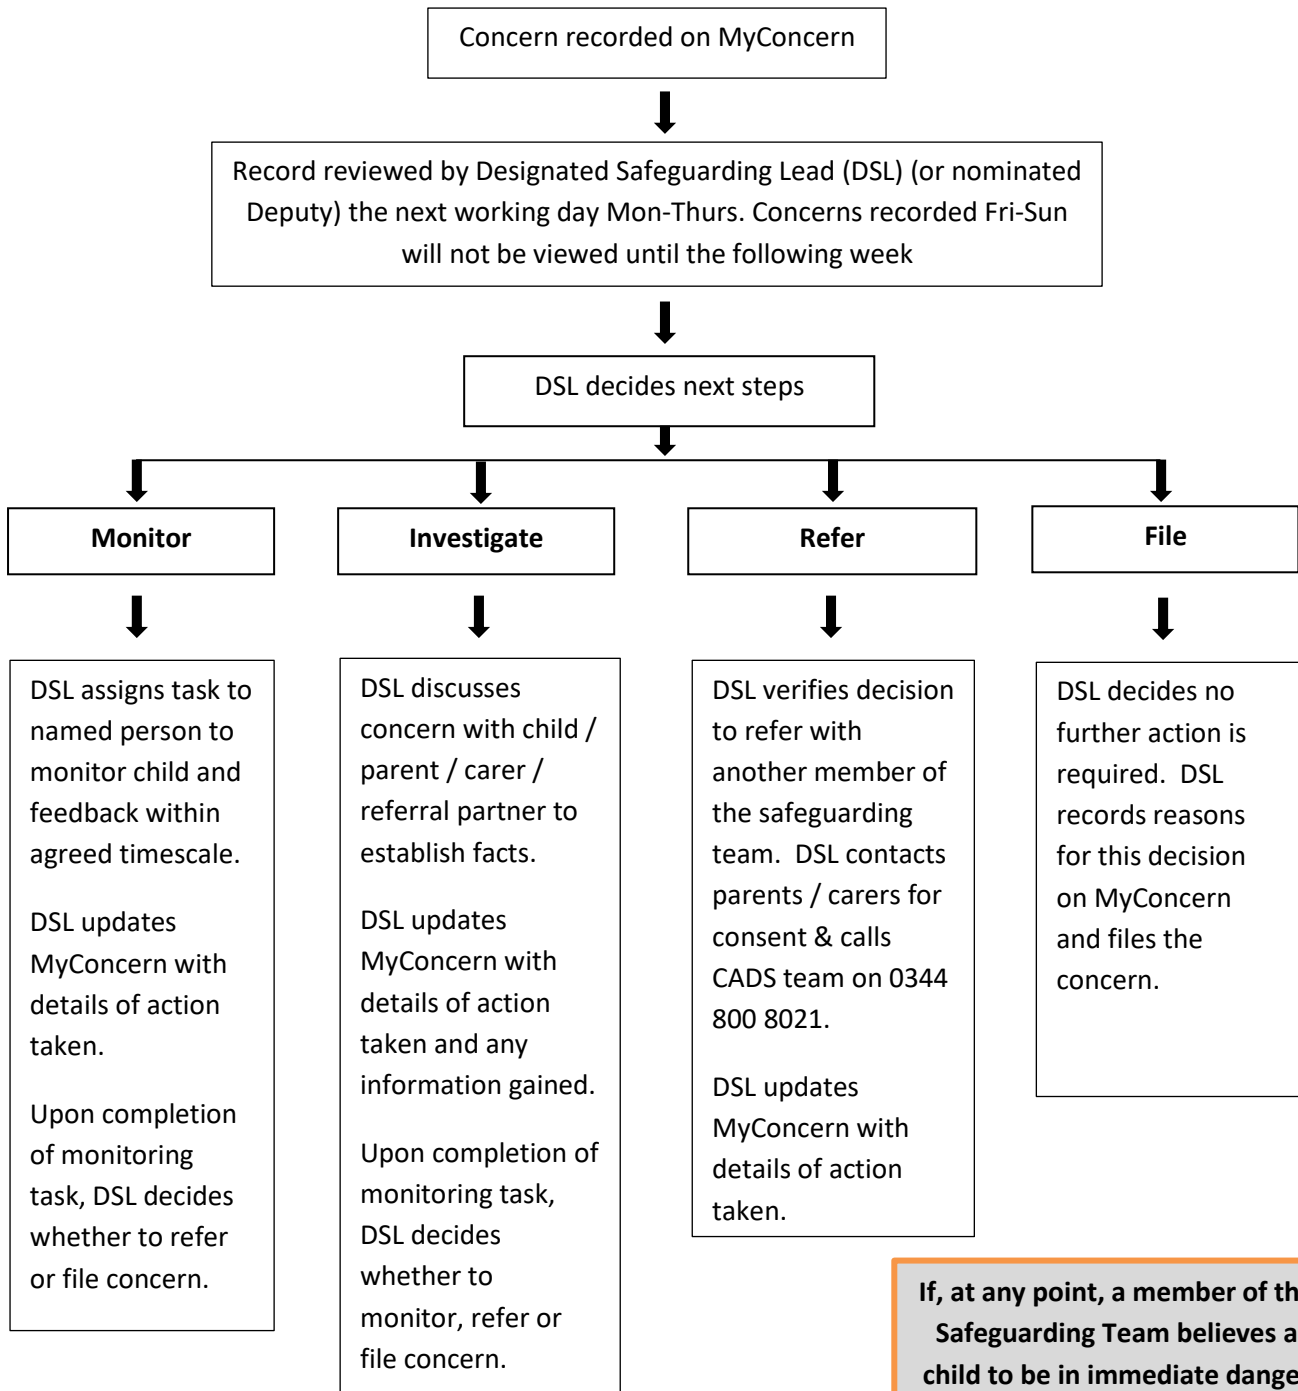 Concern recorded on MyConcern
Record reviewed by Designated Safeguarding Lead (DSL) (or nominated
Deputy) the next working day Mon-Thurs. Concerns recorded Fri-Sun
will not be viewed until the following week
DSL decides next steps
Monitor
Investigate
Refer
File
DSL assigns task to
named person to
monitor child and
feedback within
agreed timescale.
DSL updates
MyConcern with
details of action
taken.
Upon completion
of monitoring
task, DSL decides
whether to refer
or file concern.
DSL discusses
concern with child /
parent / carer /
referral partner to
establish facts.
DSL updates
MyConcern with
details of action
taken and any
information gained.
Upon completion of
monitoring task,
DSL decides
whether to
monitor, refer or
file concern.
DSL verifies decision
to refer with
another member of
the safeguarding
team. DSL contacts
parents / carers for
consent & calls
CADS team on 0344
800 8021.
DSL updates
MyConcern with
details of action
taken.
DSL decides no
further action is
required. DSL
records reasons
for this decision
on MyConcern
and files the
concern.
If, at any point, a member of th
Safeguarding Team believes a
child to be in immediate dange